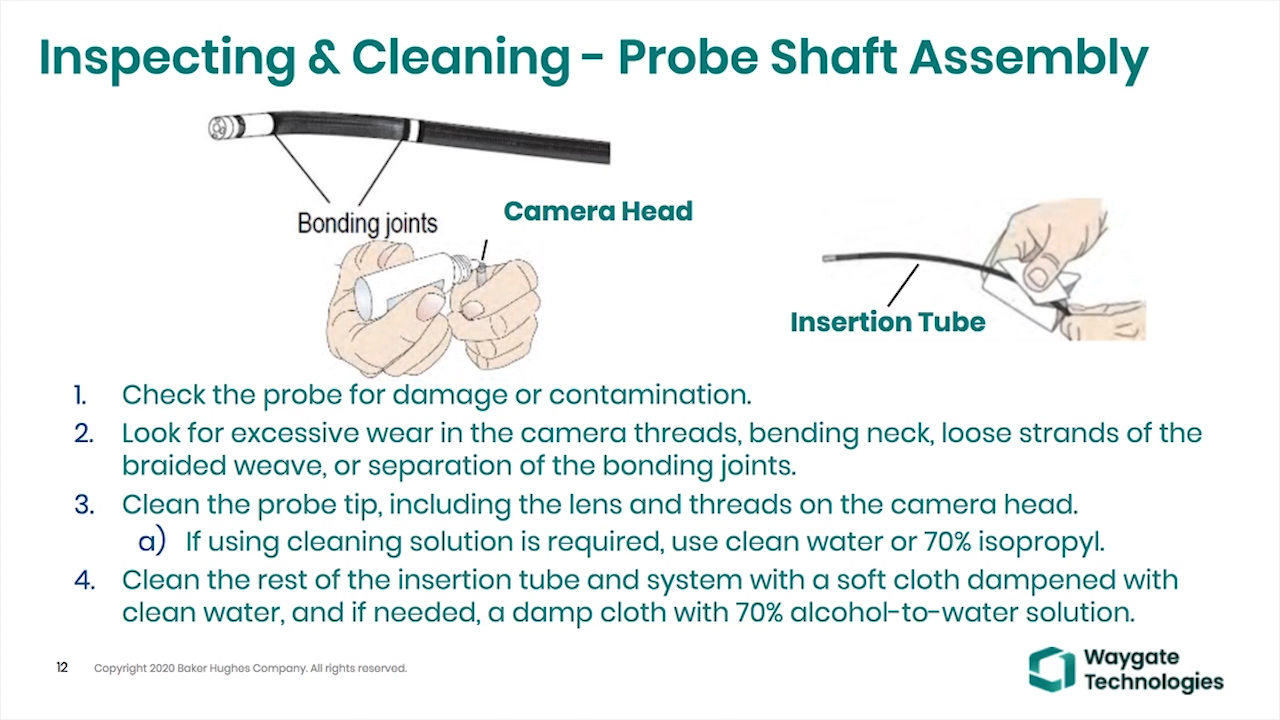 Inspecting & Cleaning - Probe Shaft Assembly
Bonding joints
Camera Head
Insertion Tube
1. Check the probe for damage or contamination.
2. Look for excessive wear in the camera threads, bending neck, loose strands of the
braided weave, or separation of the bonding joints.
3. Clean the probe tip, including the lens and threads on the camera head.
a) If using cleaning solution is required, use clean water or 70% isopropyl.
4. Clean the rest of the insertion tube and system with a soft cloth dampened with
clean water, and if needed, a damp cloth with 70% alcohol-to-water solution.
12 Copyright 2020 Baker Hughes Company. All rights reserved.
Waygate
Technologies